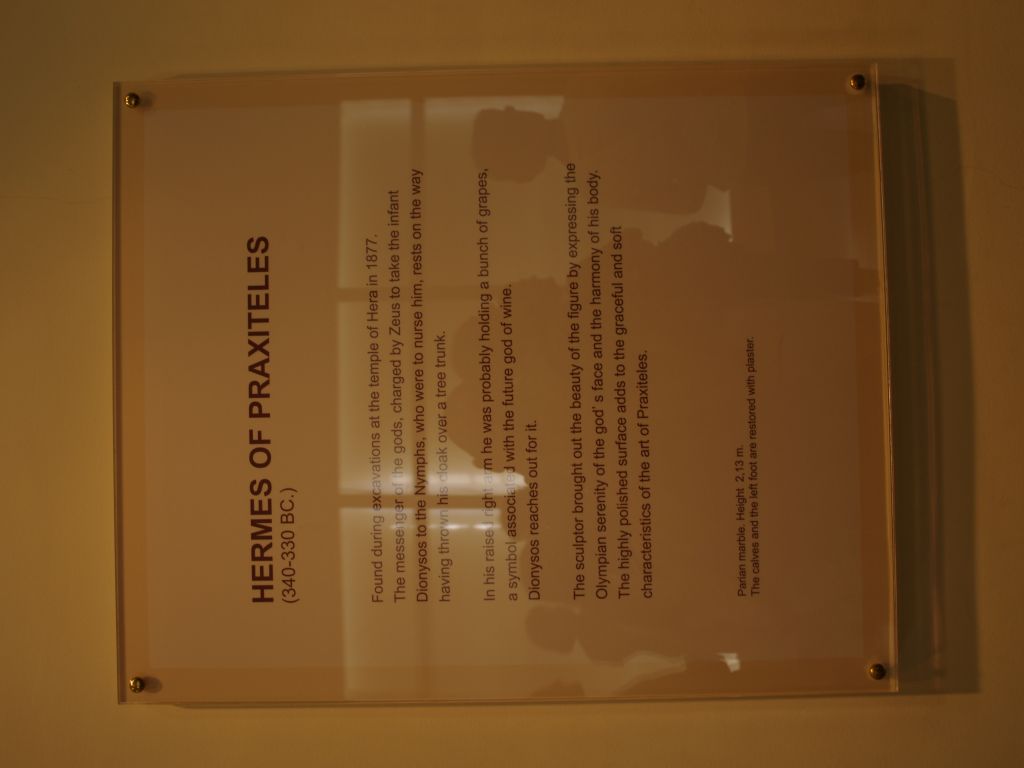 HERMES OF PRAXITELES
(340-330 BC.)
Found during excavations at the temple of Hera in 1877.
The messenger of the gods, charged by Zeus to take the infant
Dionysos to the Nymphs, who were to nurse him, rests on the way
having thrown his cloak over a tree trunk.
In his raised right arm he was probably holding a bunch of grapes,
a symbol associated with the future god of wine.
Dionysos reaches out for it.
The sculptor brought out the beauty of the figure by expressing the
Olympian serenity of the god' s face and the harmony of his body.
The highly polished surface adds to the graceful and soft
characteristics of the art of Praxiteles.
Parian marble. Height 2,13 m.
The calves and the left foot are restored with plaster.